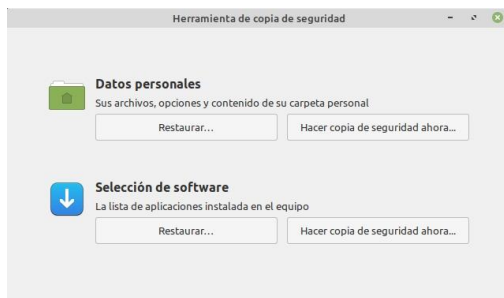 Herramienta de copia de seguridad
Datos personales
Sus archivos, opciones y contenido de su carpeta personal
Restaurar...
Hacer copia de seguridad ahora...
Selección de software
La lista de aplicaciones instalada en el equipo
Restaurar...
Hacer copia de seguridad ahora...